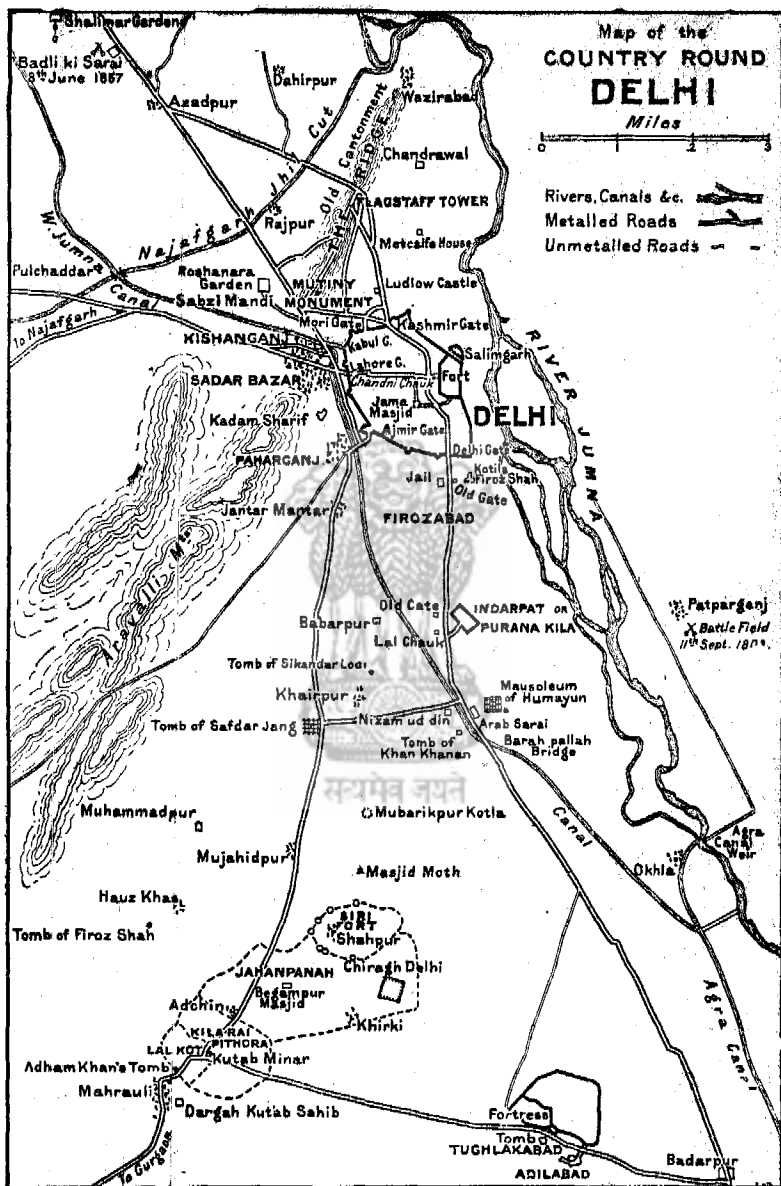 Map of the
COUNTRY ROUND
DELHI
Miles
0 1 2 3
Rivers, Canals &c.
Metalled Roads
Unmetalled Roads
Shalimar Garden
Badli ki Sarai
8th June 1857
Dahirpur
Azadpur
Wazirabad
Old Cantonment
THE RIDGE
Chandrawal
Najafgarh Jhil Cut
FLAGSTAFF TOWER
Rajpur
Metcalfe House
W. Jumna Canal
Pulchaddar
Roshanara
Garden
Sabzi Mandi
MUTINY
MONUMENT
Ludlow Castle
To Najafgarh
Mori Gate
Kashmir Gate
KISHANGANJ
Kabul G.
Lahore G.
Salimgarh
Fort
Chandni Chauk
SADAR BAZAR
Jama
Masjid
DELHI
RIVER JUMNA
Kadam Sharif
Ajmir Gate
Delhi Gate
PAHARGANJ
Jail
Kotila
Firoz Shah
Old Gate
FIROZABAD
Jantar Mantar
Aravalli Mts
Old Gate
INDARPAT OR
PURANA KILA
Patparganj
Battle Field
11th Sept.
Babarpur
Lal Chauk
Tomb of Sikandar Lodi
Khairpur
Mausoleum
of Humayun
Tomb of Safdar Jang
Nizam ud din
Arab Sarai
Tomb of
Khan Khanan
Barah pallah
Bridge
सत्यमेव जयते
Muhammadpur
Mubarikpur Kotla
Canal
Agra
Canal
Weir
Mujahidpur
Masjid Moth
Okhla
Hauz Khas
Tomb of Firoz Shah
SIRI
FORT
Shahpur
JAHANPANAH
Chiragh Delhi
Begampur
Masjid
Adchin
Khirki
Agra Canal
KILA RAI
PITHORA
LAL KOT
Kutab Minar
Adham Khan's Tomb
Mahrauli
Dargah Kutab Sahib
Fortress
Tomb
TUGHLAKABAD
ADILABAD
Badarpur
To Gurgaon